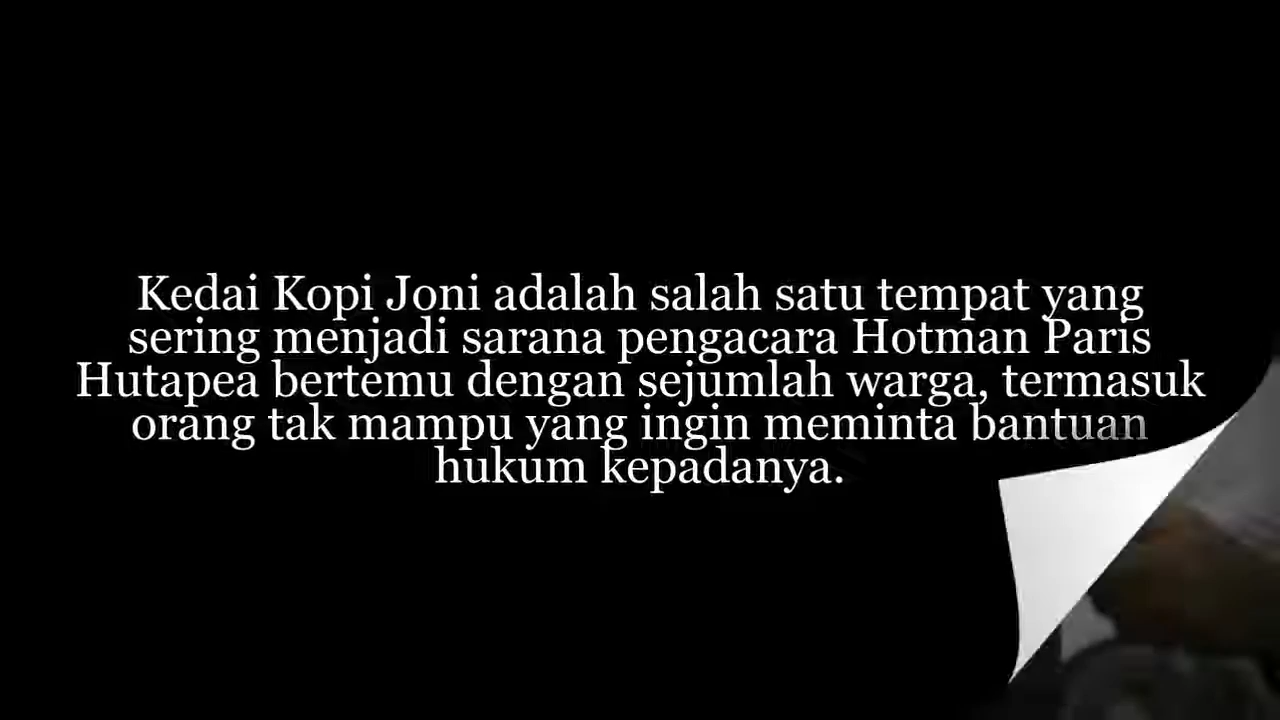 Kedai Kopi Joni adalah salah satu tempat yang
sering menjadi sarana pengacara Hotman Paris
Hutapea bertemu dengan sejumlah warga, termasuk
orang tak mampu yang ingin meminta bantuan
hukum kepadanya.